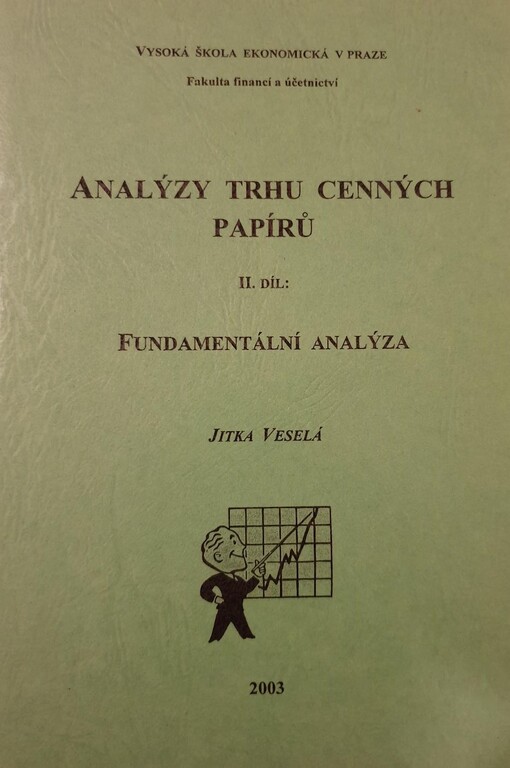 VYSOKÁ ŠKOLA EKONOMICKÁ V PRAZE
Fakulta financí a účetnictví
ANALÝZY TRHU CENNÝCH
PAPÍRŮ
II. DÍL:
FUNDAMENTÁLNÍ ANALÝZA
JITKA VESELÁ
2003